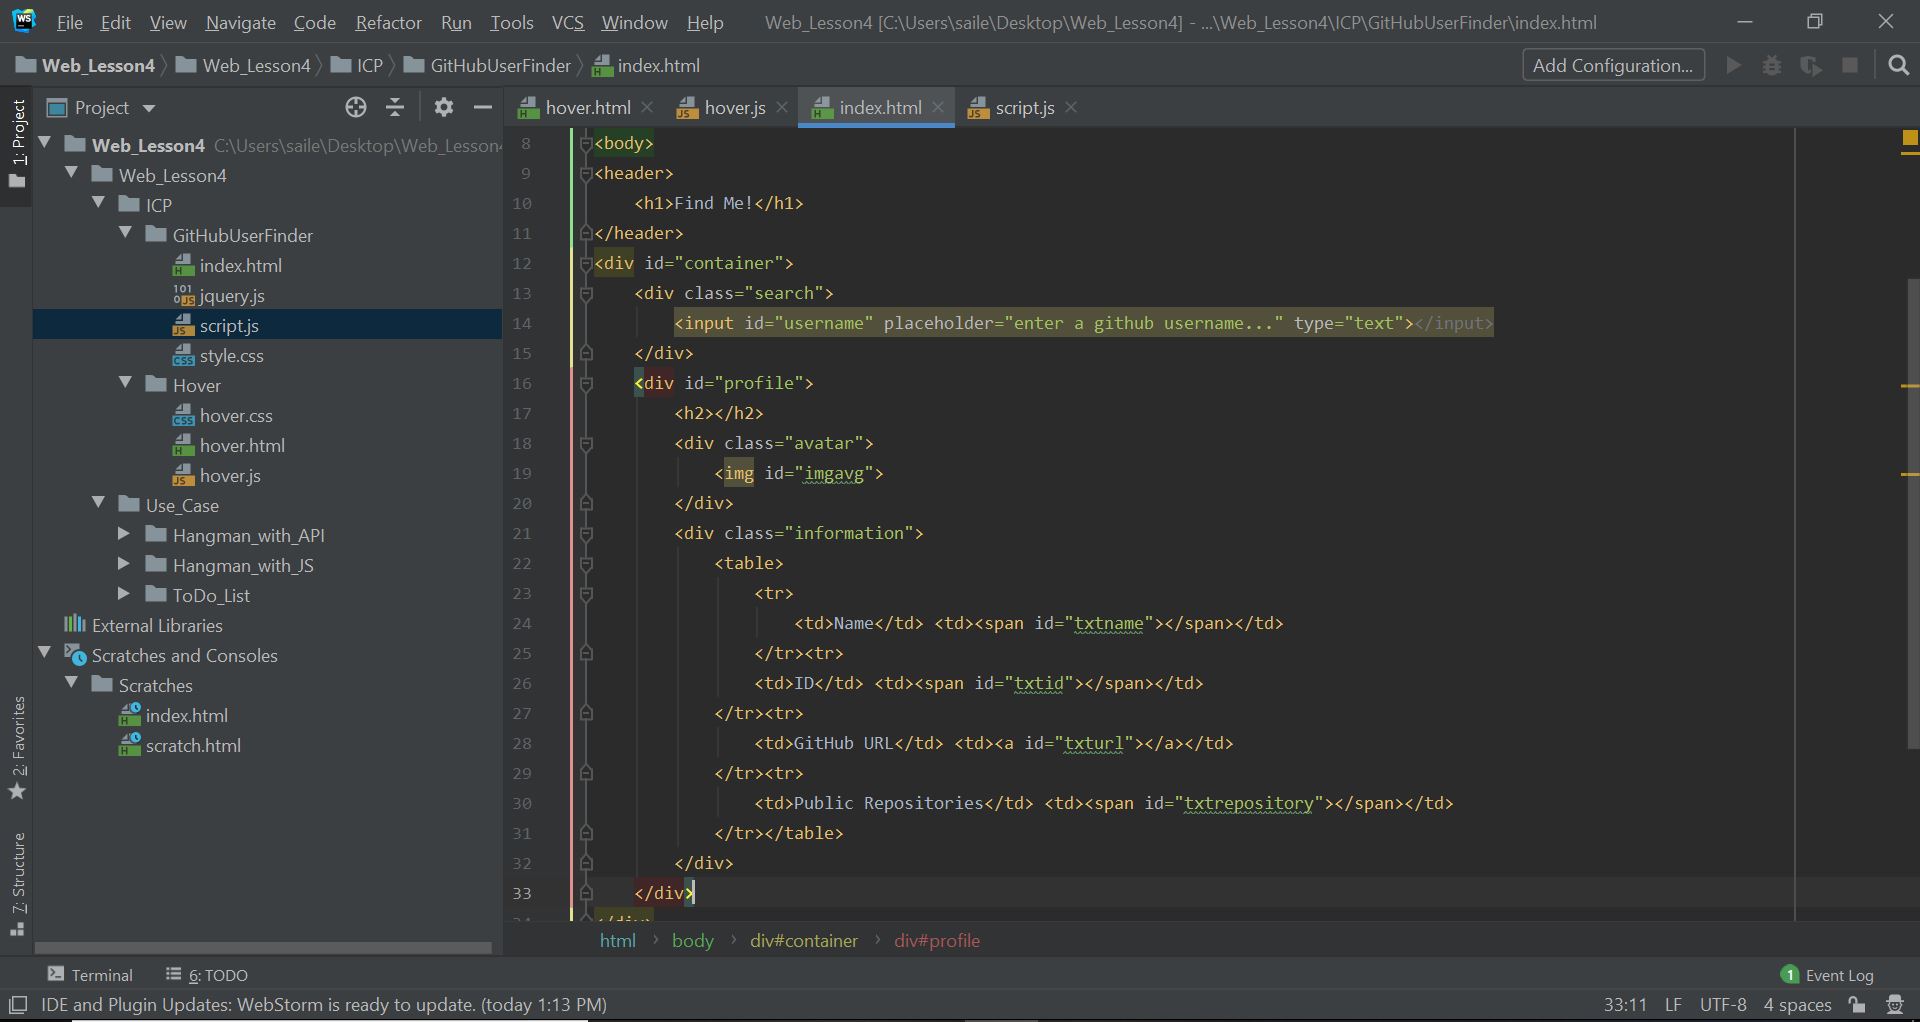 WS File Edit View Navigate Code Refactor Run Tools VCS Window Help Web_Lesson4 [C:\Users\saile\Desktop\Web_Lesson4] - ...\Web_Lesson4\ICP\GitHubUserFinder\index.html
Web_Lesson4 Web_Lesson4 ICP GitHubUserFinder index.html Add Configuration...
1: Project
2: Favorites
7: Structure
Project
Web_Lesson4 C:\Users\saile\Desktop\Web_Lesson
Web_Lesson4
ICP
GitHubUserFinder
index.html
jquery.js
script.js
style.css
Hover
hover.css
hover.html
hover.js
Use_Case
Hangman_with_API
Hangman_with_JS
ToDo_List
External Libraries
Scratches and Consoles
Scratches
index.html
scratch.html
hover.html hover.js index.html script.js
8 <body>
9 <header>
10 <h1>Find Me!</h1>
11 </header>
12 <div id="container">
13 <div class="search">
14 <input id="username" placeholder="enter a github username..." type="text"></input>
15 </div>
16 <div id="profile">
17 <h2></h2>
18 <div class="avatar">
19 <img id="imgavg">
20 </div>
21 <div class="information">
22 <table>
23 <tr>
24 <td>Name</td> <td><span id="txtname"></span></td>
25 </tr><tr>
26 <td>ID</td> <td><span id="txtid"></span></td>
27 </tr><tr>
28 <td>GitHub URL</td> <td><a id="txturl"></a></td>
29 </tr><tr>
30 <td>Public Repositories</td> <td><span id="txtrepository"></span></td>
31 </tr></table>
32 </div>
33 </div>
34 </div>
html body div#container div#profile
Terminal 6: TODO 1 Event Log
IDE and Plugin Updates: WebStorm is ready to update. (today 1:13 PM) 33:11 LF UTF-8 4 spaces